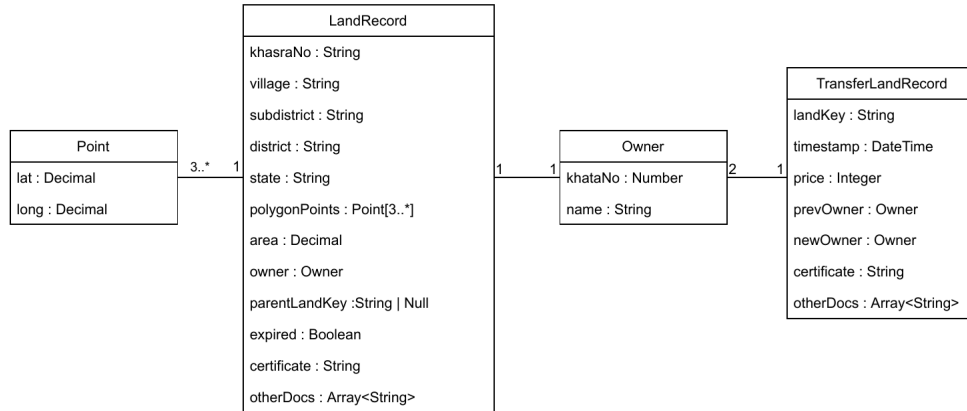 LandRecord
khasraNo : String
village : String
subdistrict : String
district : String
state : String
polygonPoints : Point[3..*]
area : Decimal
owner : Owner
parentLandKey :String | Null
expired : Boolean
certificate : String
otherDocs : Array<String>
Point
lat : Decimal
long : Decimal
3..*
1
1
1
Owner
khataNo : Number
name : String
2
1
TransferLandRecord
landKey : String
timestamp : DateTime
price : Integer
prevOwner : Owner
newOwner : Owner
certificate : String
otherDocs : Array<String>